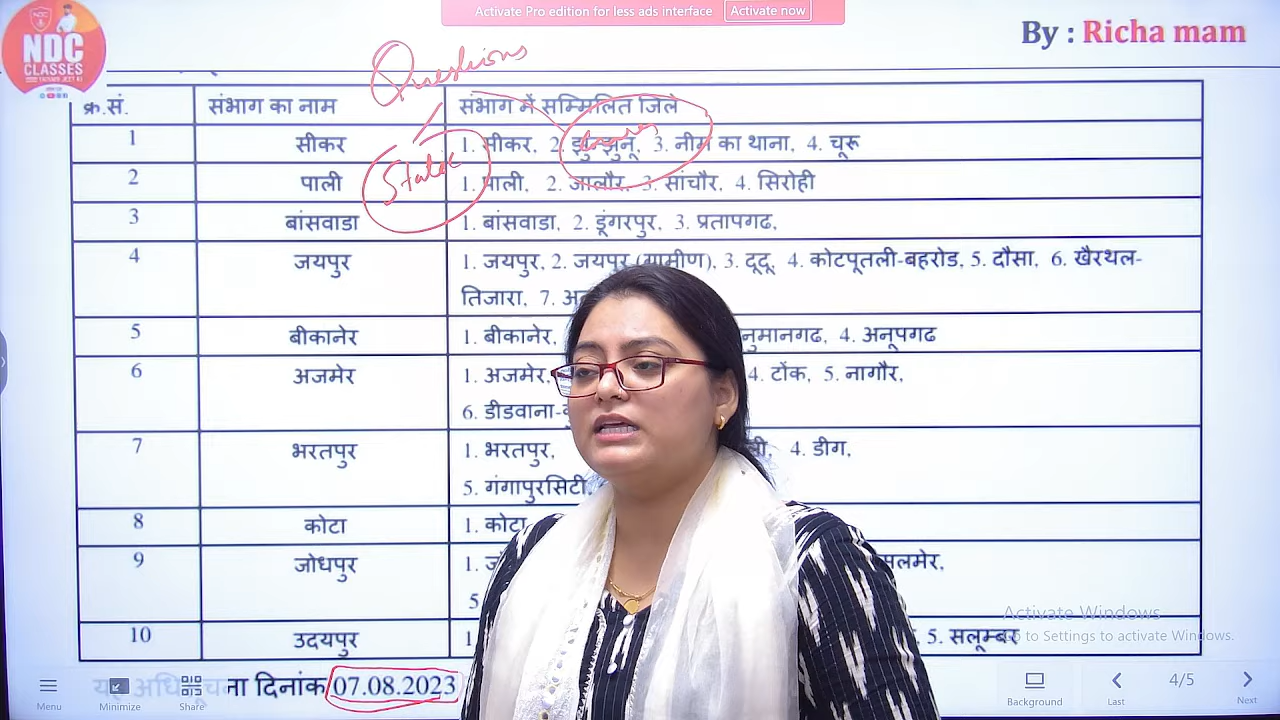 Activate Pro edition for less ads interface Activate now
NDC
CLASSES
By : Richa mam
Questions
क्र.सं. संभाग का नाम संभाग में सम्मिलित जिले
1 सीकर 1. सीकर, 2. झुन्झुनू, 3. नीम का थाना, 4. चूरू
2 पाली 1. पाली, 2. जालौर, 3. सांचौर, 4. सिरोही
3 बांसवाडा 1. बांसवाडा, 2. डूंगरपुर, 3. प्रतापगढ,
4 जयपुर 1. जयपुर, 2. जयपुर (ग्रामीण), 3. दूदू, 4. कोटपूतली-बहरोड, 5. दौसा, 6. खैरथल-
तिजारा, 7.
5 बीकानेर 1. बीकानेर, 4. अनूपगढ
6 अजमेर 1. अजमेर, 4. टोंक, 5. नागौर,
6. डीडवाना-
7 भरतपुर 1. भरतपुर, 4. डीग,
5. गंगापुरसिटी,
8 कोटा 1. कोटा
9 जोधपुर 1.
5
10 उदयपुर 1 5. सलूम्बर
Activate Windows
Go to Settings to activate Windows.
ना दिनांक 07.08.2023
Menu Minimize Share Background Last 4/5 Next